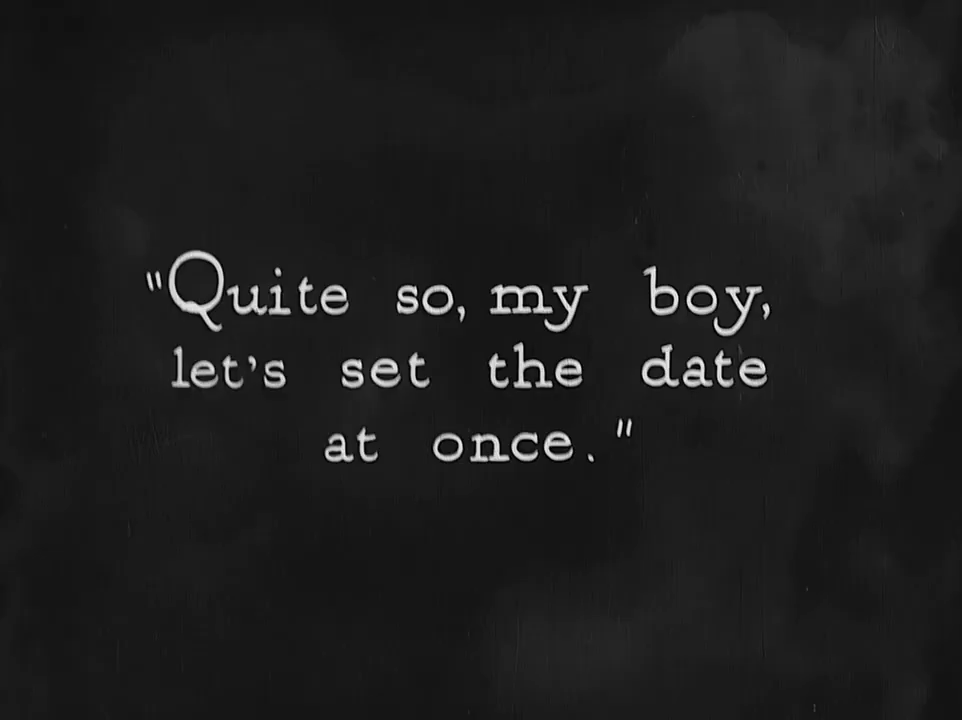 "Quite so, my boy,
let's set the date
at once."